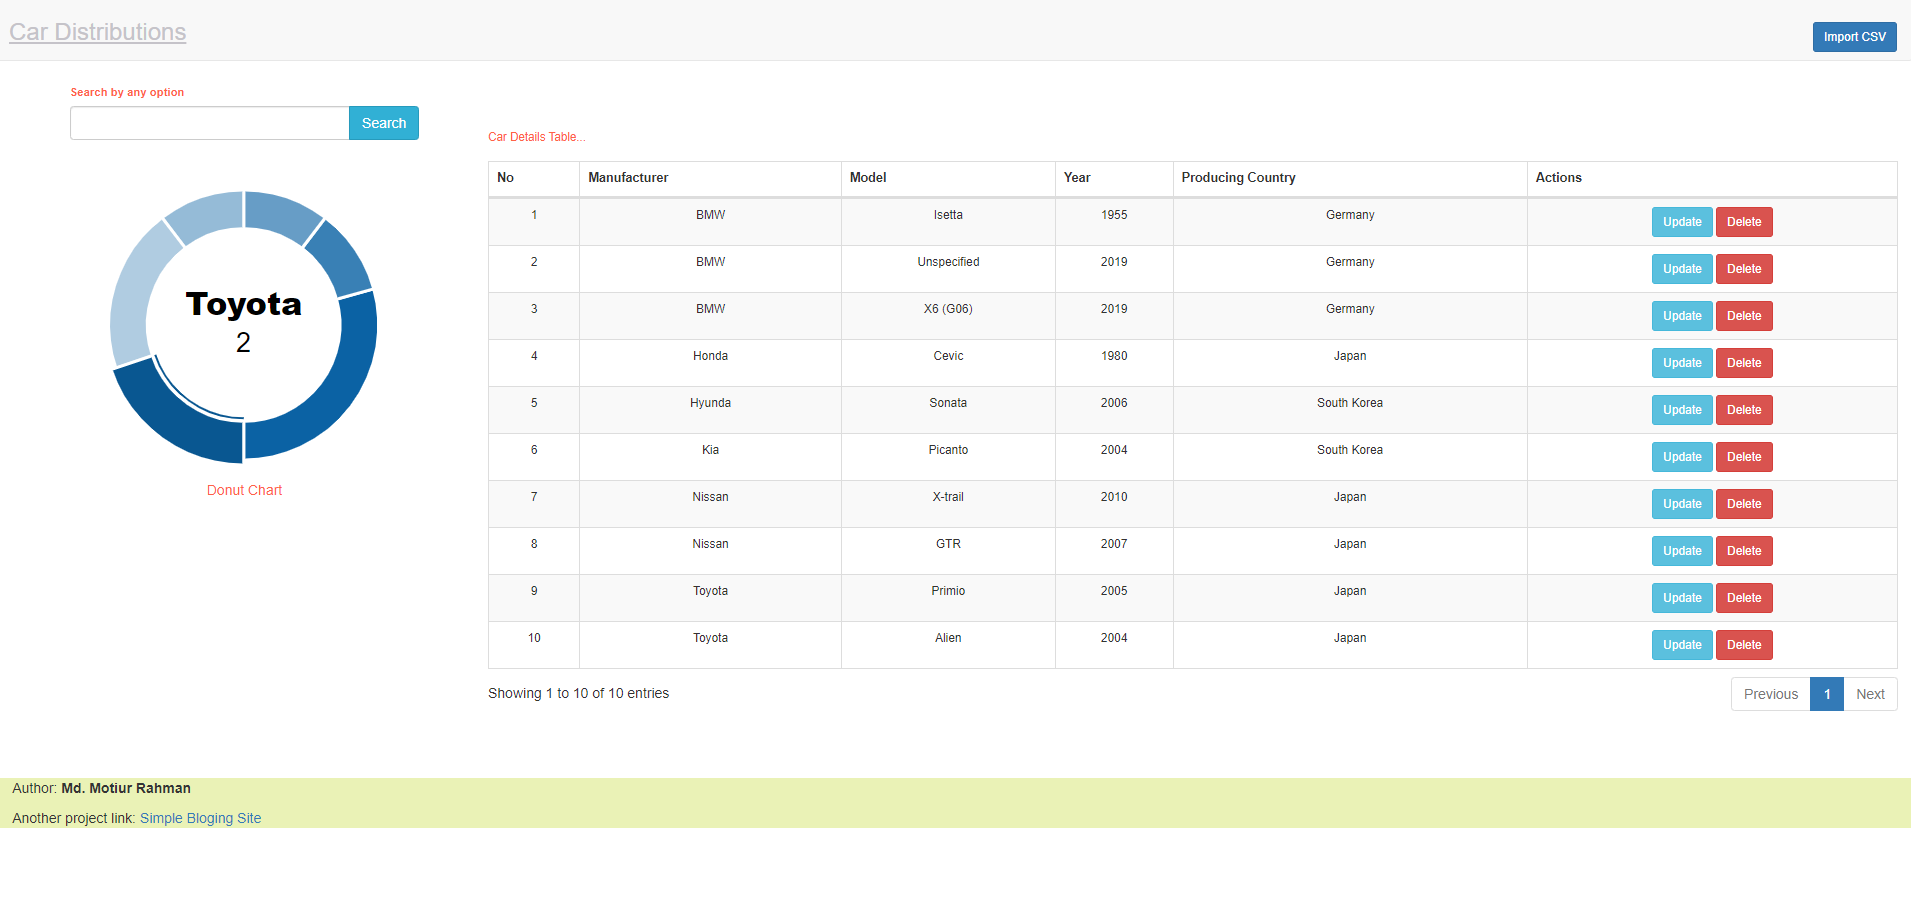 Car Distributions
Import CSV
Search by any option
Search
Toyota
2
Donut Chart
Car Details Table...
No Manufacturer Model Year Producing Country Actions
1 BMW Isetta 1955 Germany Update Delete
2 BMW Unspecified 2019 Germany Update Delete
3 BMW X6 (G06) 2019 Germany Update Delete
4 Honda Cevic 1980 Japan Update Delete
5 Hyunda Sonata 2006 South Korea Update Delete
6 Kia Picanto 2004 South Korea Update Delete
7 Nissan X-trail 2010 Japan Update Delete
8 Nissan GTR 2007 Japan Update Delete
9 Toyota Primio 2005 Japan Update Delete
10 Toyota Alien 2004 Japan Update Delete
Showing 1 to 10 of 10 entries
Previous 1 Next
Author: Md. Motiur Rahman
Another project link: Simple Bloging Site